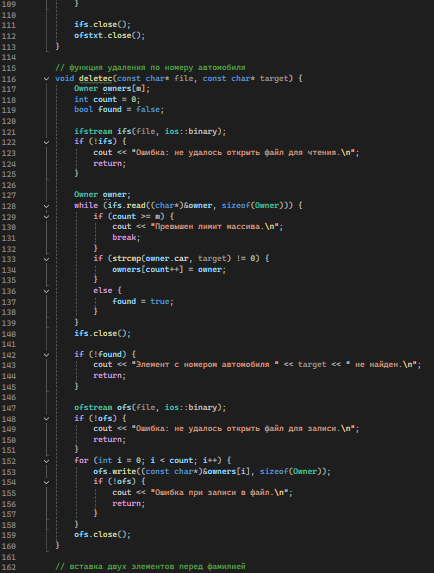 109 }
110
111 ifs.close();
112 ofstxt.close();
113 }
114
115 // функция удаления по номеру автомобиля
116 void deletec(const char* file, const char* target) {
117 Owner owners[m];
118 int count = 0;
119 bool found = false;
120
121 ifstream ifs(file, ios::binary);
122 if (!ifs) {
123 cout << "Ошибка: не удалось открыть файл для чтения.\n";
124 return;
125 }
126
127 Owner owner;
128 while (ifs.read((char*)&owner, sizeof(Owner))) {
129 if (count >= m) {
130 cout << "Превышен лимит массива.\n";
131 break;
132 }
133 if (strcmp(owner.car, target) != 0) {
134 owners[count++] = owner;
135 }
136 else {
137 found = true;
138 }
139 }
140 ifs.close();
141
142 if (!found) {
143 cout << "Элемент с номером автомобиля " << target << " не найден.\n";
144 return;
145 }
146
147 ofstream ofs(file, ios::binary);
148 if (!ofs) {
149 cout << "Ошибка: не удалось открыть файл для записи.\n";
150 return;
151 }
152 for (int i = 0; i < count; i++) {
153 ofs.write((const char*)&owners[i], sizeof(Owner));
154 if (!ofs) {
155 cout << "Ошибка при записи в файл.\n";
156 return;
157 }
158 }
159 ofs.close();
160 }
161
162 // вставка двух элементов перед фамилией